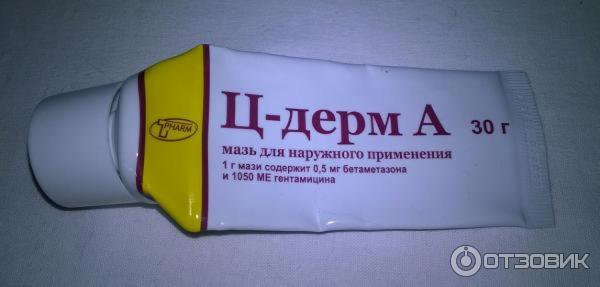 PHARM
Ц-дерм А
30 г
мазь для наружного применения
1 г мази содержит 0,5 мг бетаметазона
и 1050 МЕ гентамицина
ОТЗОВИК